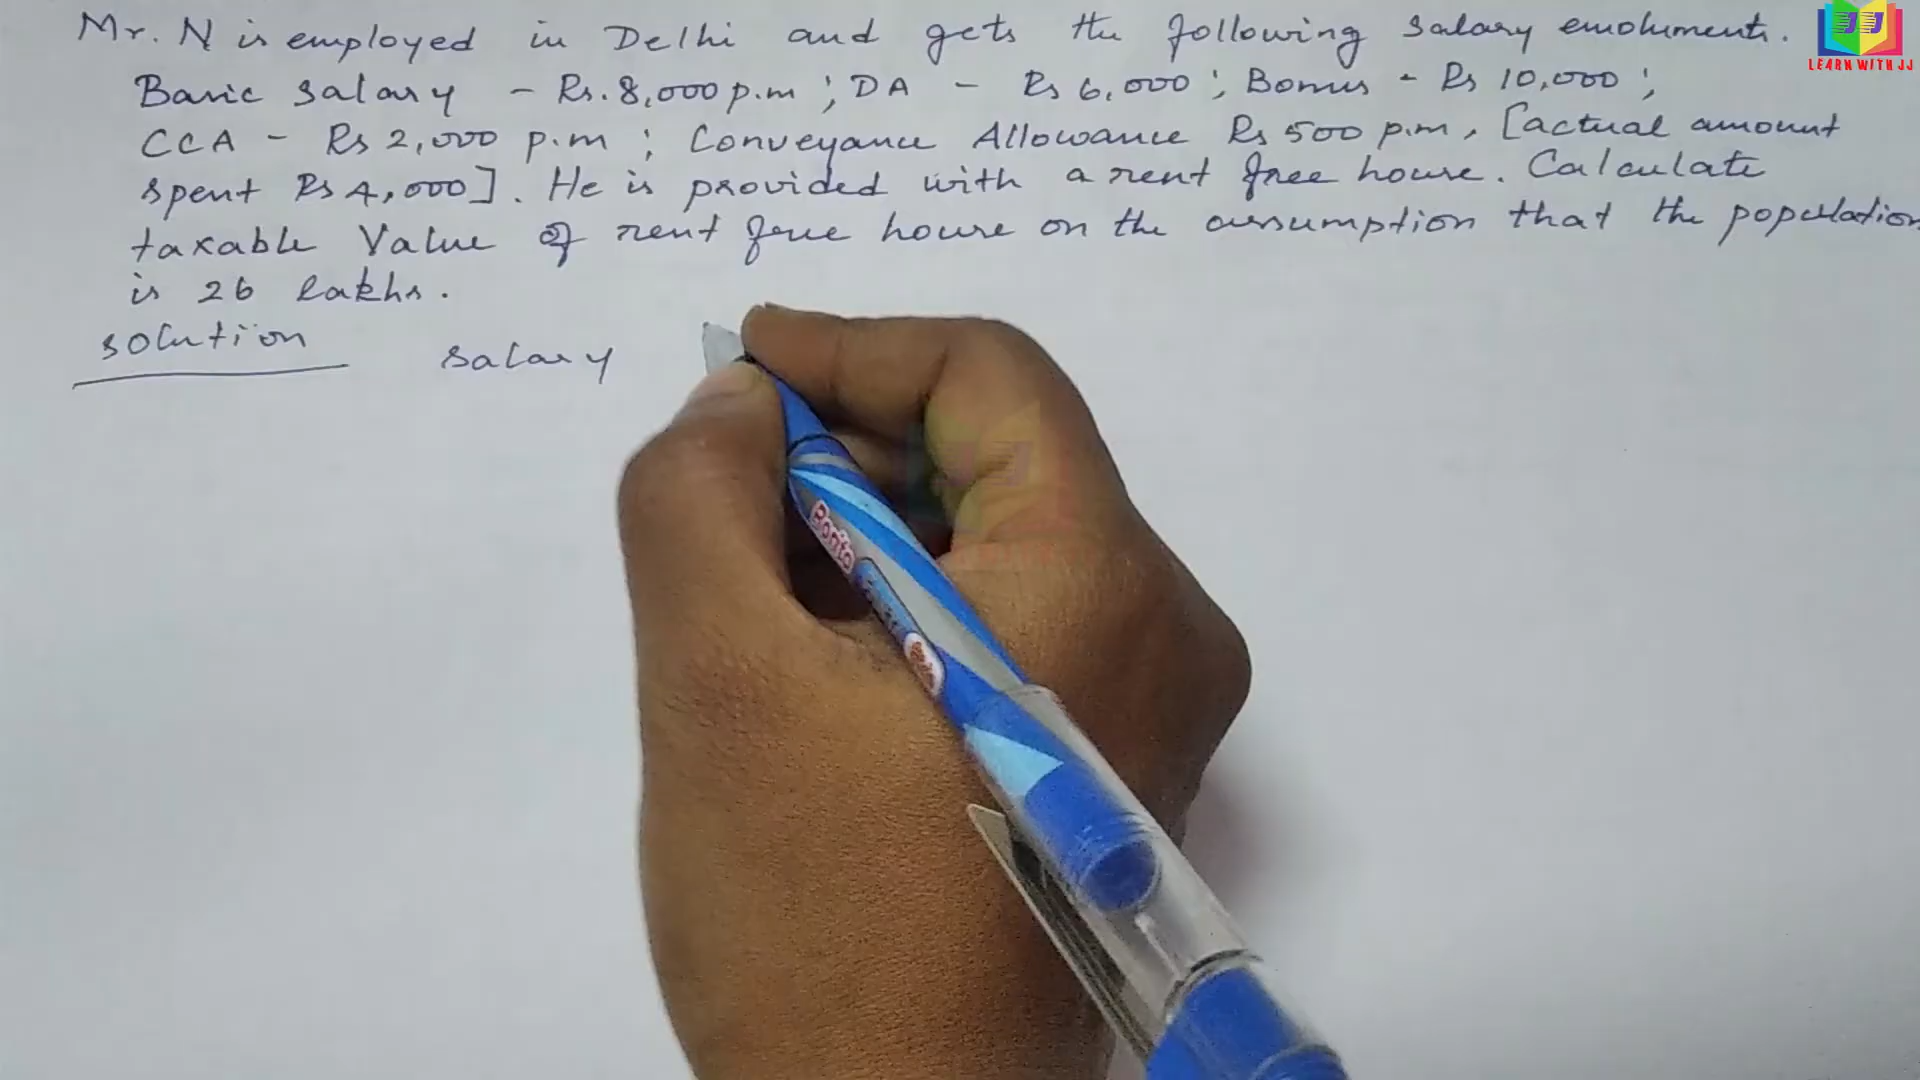 Mr. N is employed in Delhi and gets the following salary emoluments.
Basic salary - Rs. 8,000 p.m ; DA - Rs 6,000 ; Bonus - Rs 10,000 ;
CCA - Rs 2,000 p.m ; Conveyance Allowance Rs 500 p.m, [actual amount
spent Rs 4,000]. He is provided with a rent free house. Calculate
taxable Value of rent free house on the assumption that the population
is 26 lakhs.
solution
salary
LEARN WITH JJ